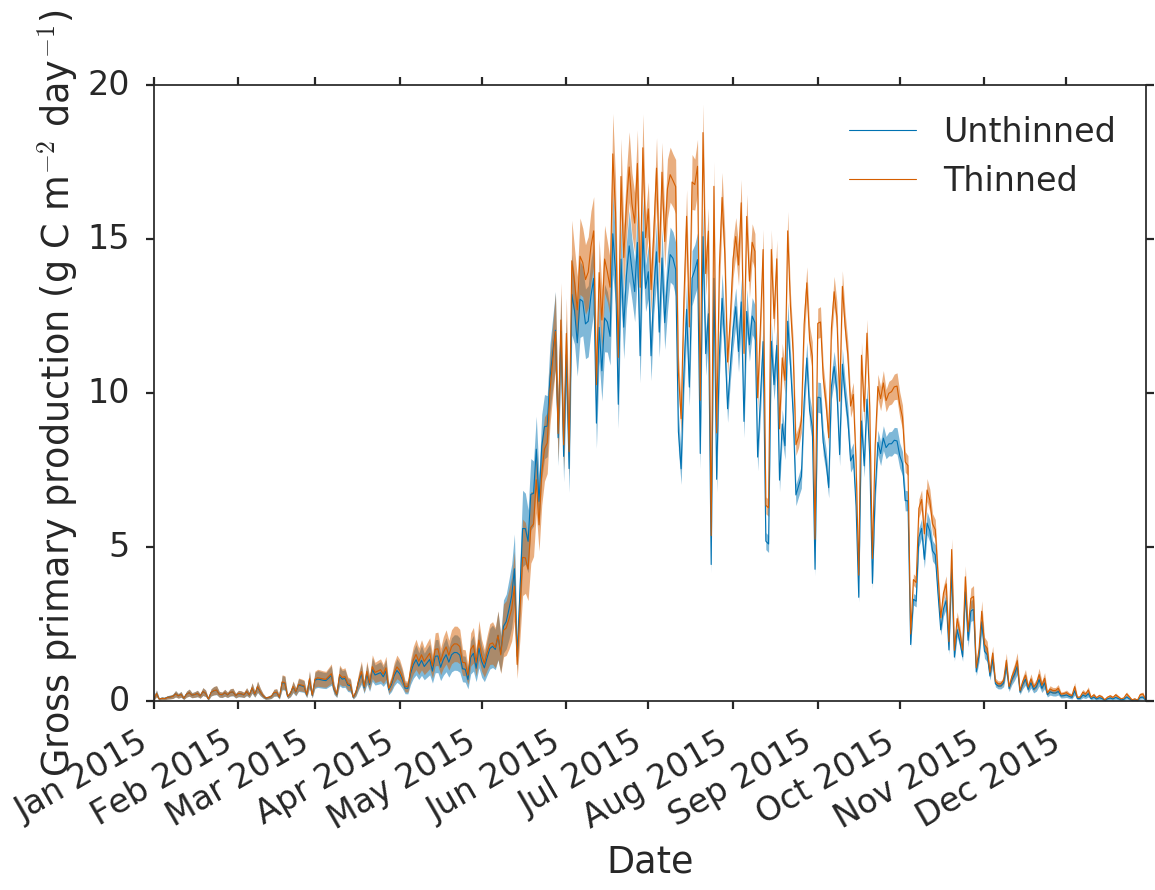 Gross primary production (g C m⁻² day⁻¹)
20
15
10
5
0
Unthinned
Thinned
Jan 2015
Feb 2015
Mar 2015
Apr 2015
May 2015
Jun 2015
Jul 2015
Aug 2015
Sep 2015
Oct 2015
Nov 2015
Dec 2015
Date